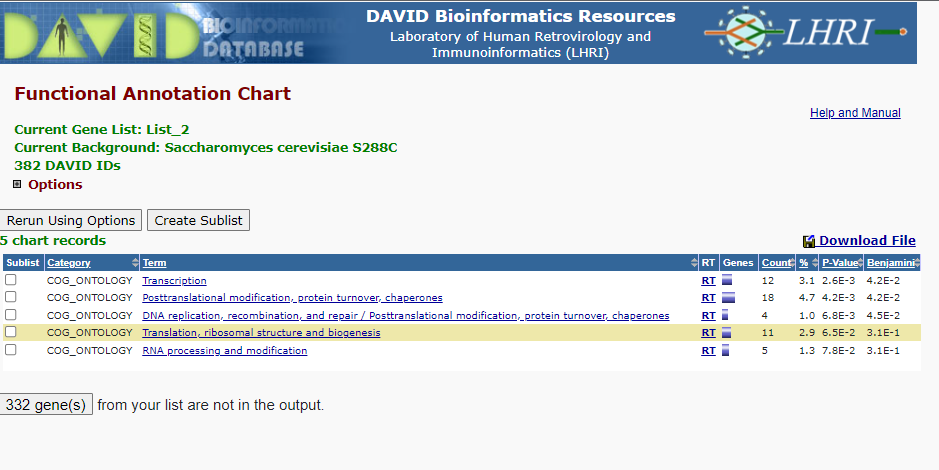 DAVID BIOINFORMATICS DATABASE
DAVID Bioinformatics Resources
Laboratory of Human Retrovirology and
Immunoinformatics (LHRI)
LHRI
Functional Annotation Chart
Help and Manual
Current Gene List: List_2
Current Background: Saccharomyces cerevisiae S288C
382 DAVID IDs
Options
Rerun Using Options Create Sublist
5 chart records Download File
Sublist Category Term RT Genes Count % P-Value Benjamini
COG_ONTOLOGY Transcription RT 12 3.1 2.6E-3 4.2E-2
COG_ONTOLOGY Posttranslational modification, protein turnover, chaperones RT 18 4.7 4.2E-3 4.2E-2
COG_ONTOLOGY DNA replication, recombination, and repair / Posttranslational modification, protein turnover, chaperones RT 4 1.0 6.8E-3 4.5E-2
COG_ONTOLOGY Translation, ribosomal structure and biogenesis RT 11 2.9 6.5E-2 3.1E-1
COG_ONTOLOGY RNA processing and modification RT 5 1.3 7.8E-2 3.1E-1
332 gene(s) from your list are not in the output.